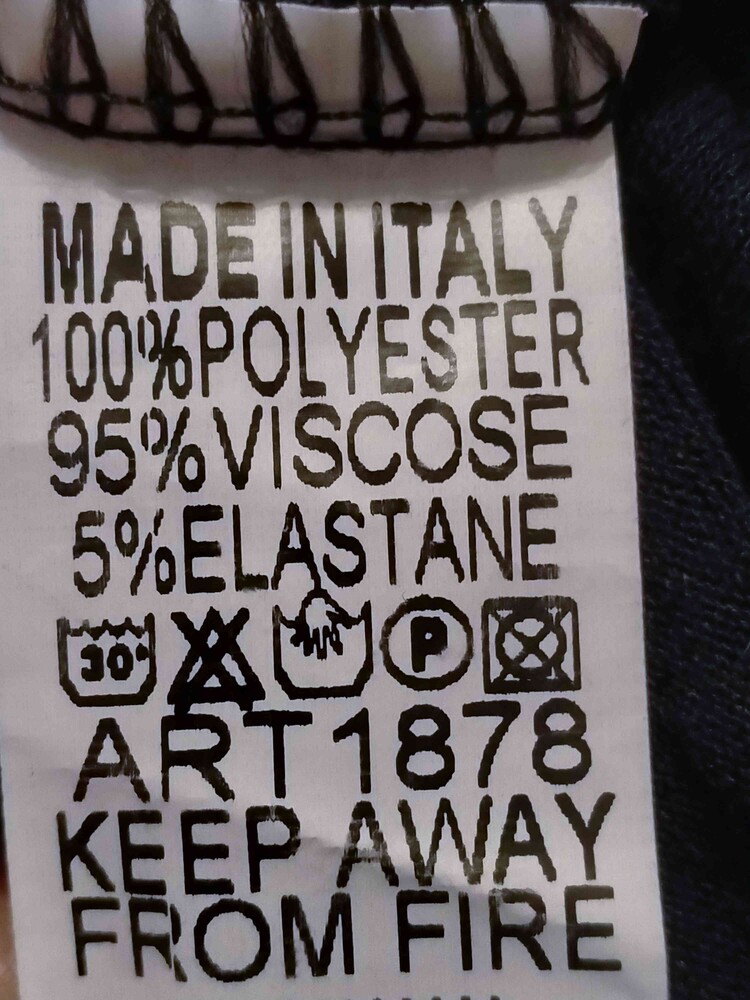 MADE IN ITALY
100%POLYESTER
95%VISCOSE
5%ELASTANE
30° P
ART 1878
KEEP AWAY
FROM FIRE